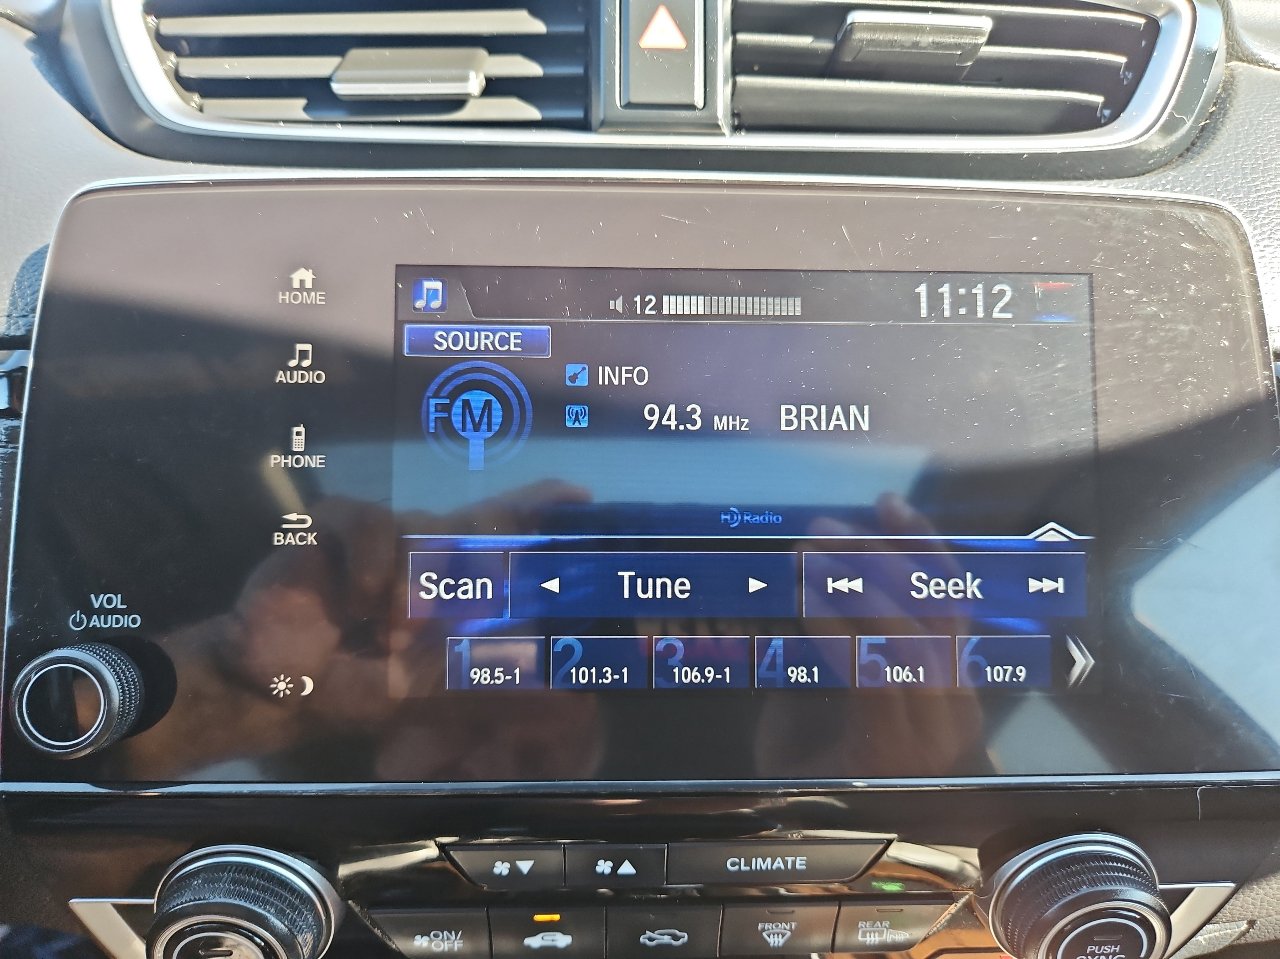 HOME
AUDIO
PHONE
BACK
VOL
AUDIO
12
11:12
SOURCE
FM
INFO
94.3 MHz BRIAN
HD Radio
Scan
Tune
Seek
1 98.5-1
2 101.3-1
3 106.9-1
4 98.1
5 106.1
6 107.9
CLIMATE
ON/
OFF
FRONT
REAR
PUSH
SYNC